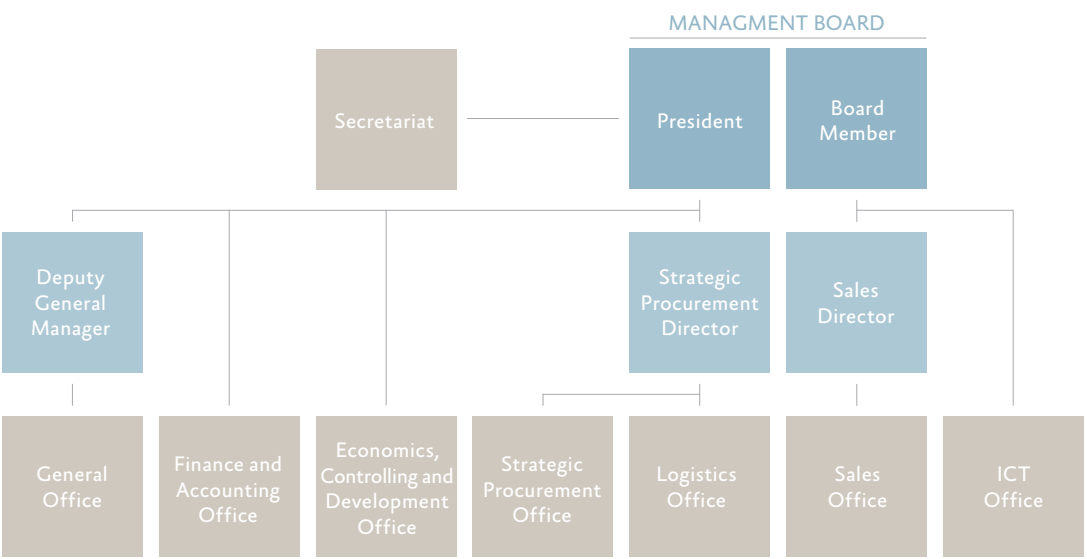 MANAGMENT BOARD
Secretariat
President
Board
Member
Deputy
General
Manager
Strategic
Procurement
Director
Sales
Director
General
Office
Finance and
Accounting
Office
Economics,
Controlling and
Development
Office
Strategic
Procurement
Office
Logistics
Office
Sales
Office
ICT
Office